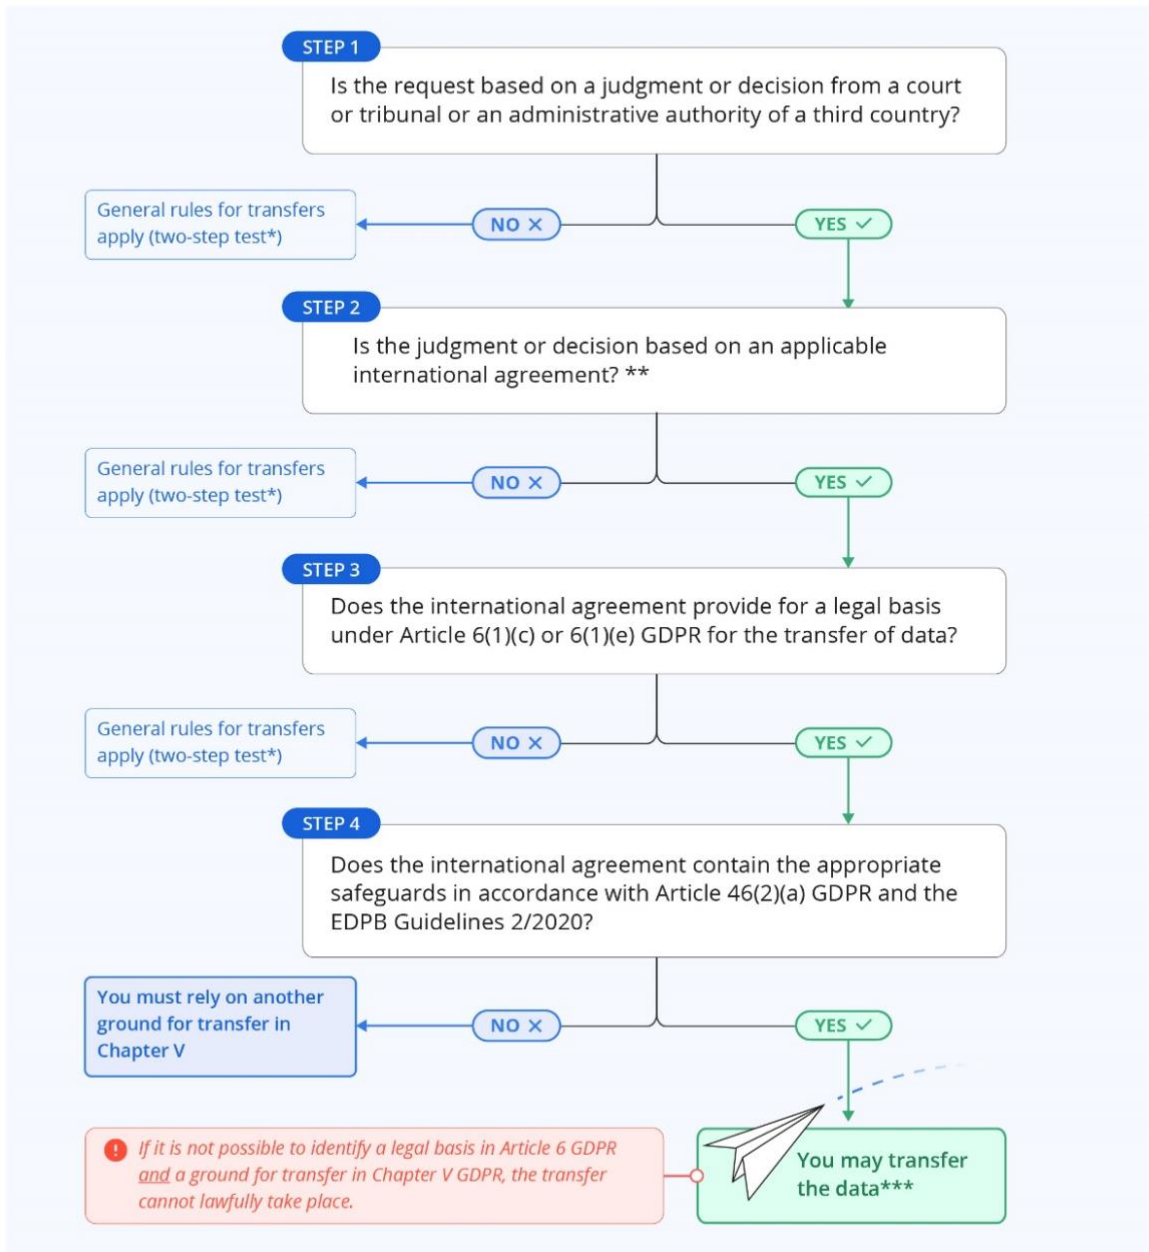 STEP 1
Is the request based on a judgment or decision from a court
or tribunal or an administrative authority of a third country?
General rules for transfers
apply (two-step test*)
NO
YES
STEP 2
Is the judgment or decision based on an applicable
international agreement? **
General rules for transfers
apply (two-step test*)
NO
YES
STEP 3
Does the international agreement provide for a legal basis
under Article 6(1)(c) or 6(1)(e) GDPR for the transfer of data?
General rules for transfers
apply (two-step test*)
NO
YES
STEP 4
Does the international agreement contain the appropriate
safeguards in accordance with Article 46(2)(a) GDPR and the
EDPB Guidelines 2/2020?
You must rely on another
ground for transfer in
Chapter V
NO
YES
If it is not possible to identify a legal basis in Article 6 GDPR
and a ground for transfer in Chapter V GDPR, the transfer
cannot lawfully take place.
You may transfer
the data***